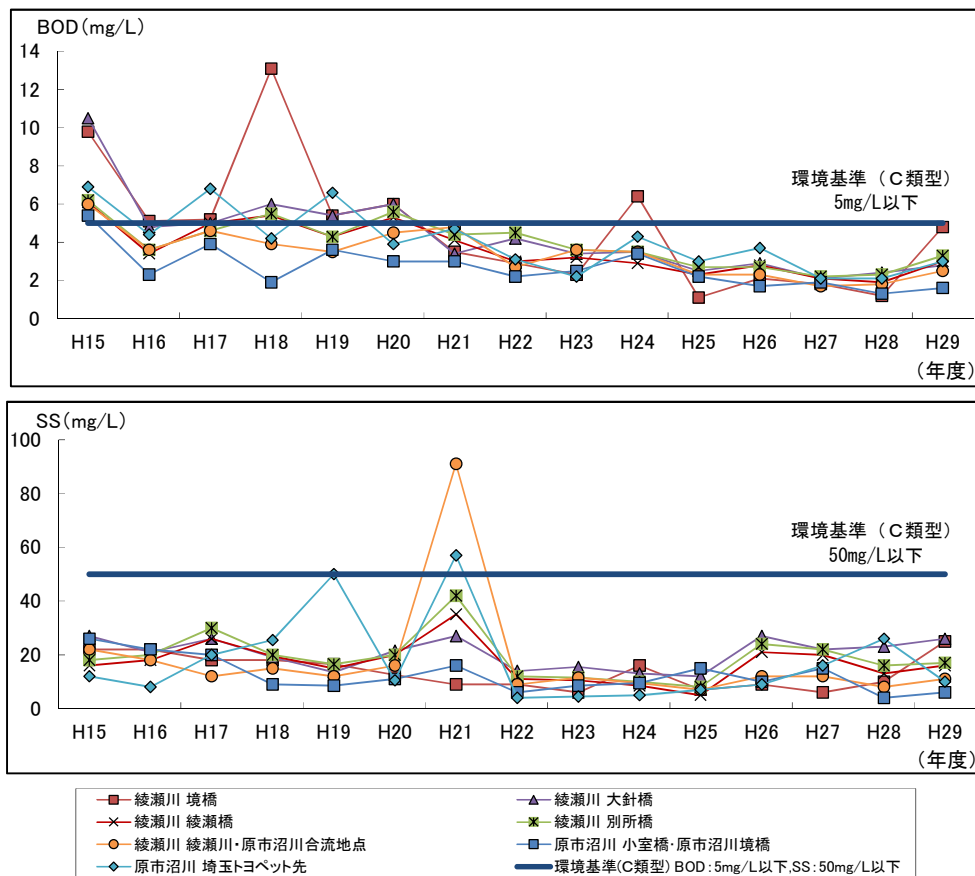 BOD(mg/L)
14
12
10
8
6
4
2
0
環境基準(C類型)
5mg/L以下
H15 H16 H17 H18 H19 H20 H21 H22 H23 H24 H25 H26 H27 H28 H29
(年度)
SS(mg/L)
100
80
60
40
20
0
環境基準(C類型)
50mg/L以下
H15 H16 H17 H18 H19 H20 H21 H22 H23 H24 H25 H26 H27 H28 H29
(年度)
綾瀬川 境橋 綾瀬川 大針橋
綾瀬川 綾瀬橋 綾瀬川 別所橋
綾瀬川 綾瀬川・原市沼川合流地点 原市沼川 小室橋・原市沼川境橋
原市沼川 埼玉トヨペット先 環境基準(C類型) BOD:5mg/L以下,SS:50mg/L以下